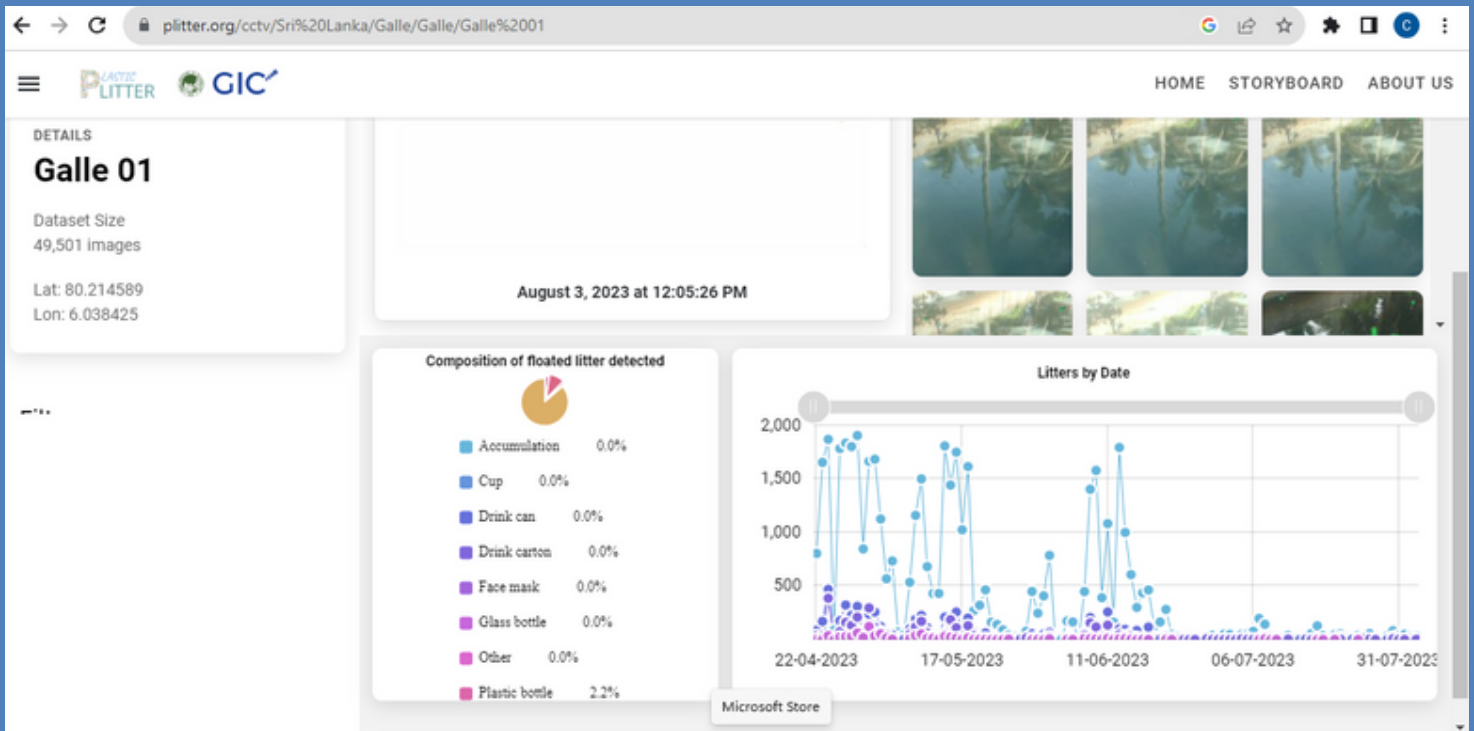 plitter.org/cctv/Sri%20Lanka/Galle/Galle/Galle%2001
G
C
PLASTIC
PLITTER
GIC
HOME STORYBOARD ABOUT US
DETAILS
Galle 01
Dataset Size
49,501 images
Lat: 80.214589
Lon: 6.038425
August 3, 2023 at 12:05:26 PM
Composition of floated litter detected
Accumulation 0.0%
Cup 0.0%
Drink can 0.0%
Drink carton 0.0%
Face mask 0.0%
Glass bottle 0.0%
Other 0.0%
Plastic bottle 2.2%
Litters by Date
2,000
1,500
1,000
500
22-04-2023 17-05-2023 11-06-2023 06-07-2023 31-07-2023
Microsoft Store